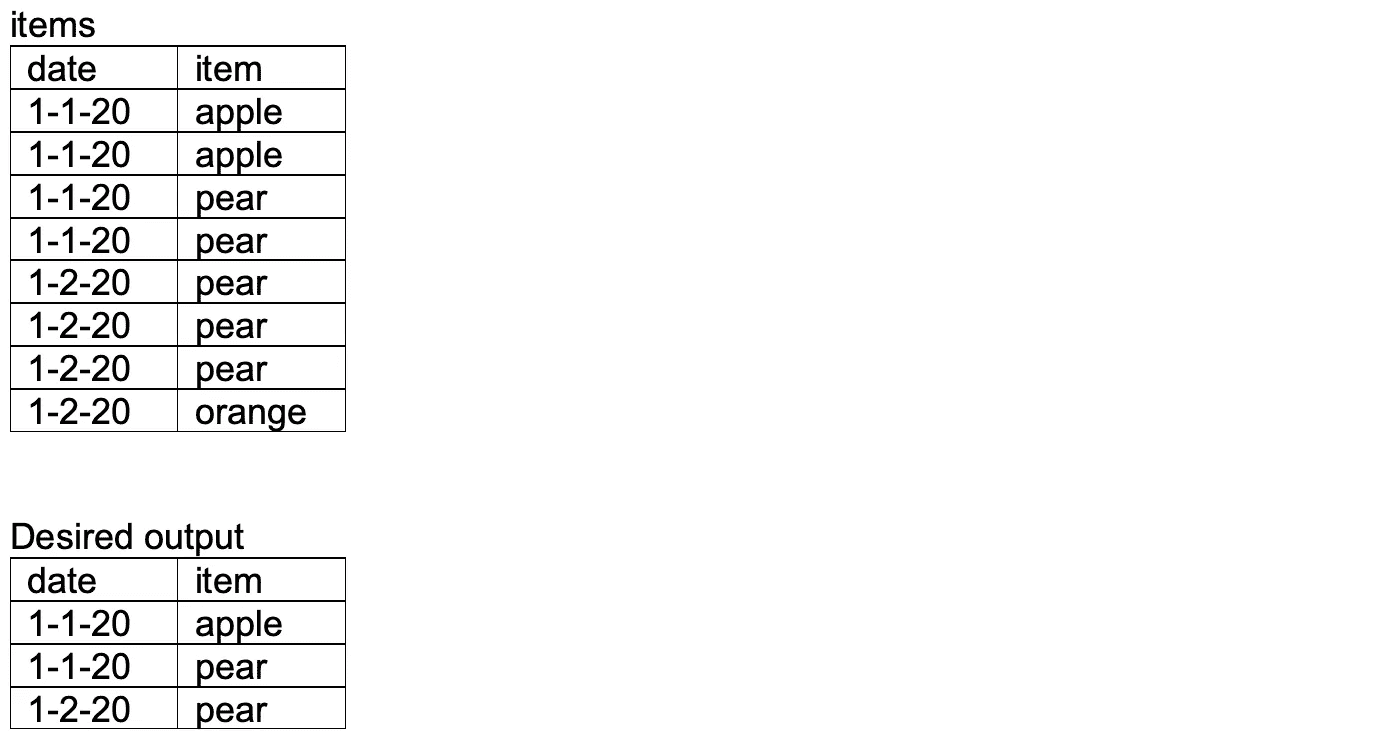 items
date item
1-1-20 apple
1-1-20 apple
1-1-20 pear
1-1-20 pear
1-2-20 pear
1-2-20 pear
1-2-20 pear
1-2-20 orange
Desired output
date item
1-1-20 apple
1-1-20 pear
1-2-20 pear